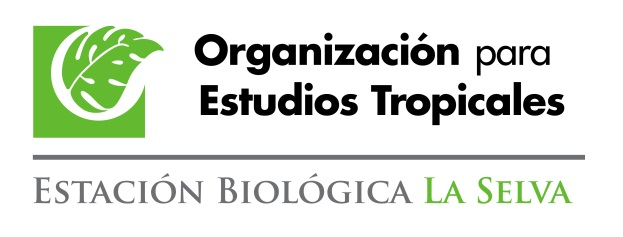 Organización para
Estudios Tropicales
ESTACIÓN BIOLÓGICA LA SELVA